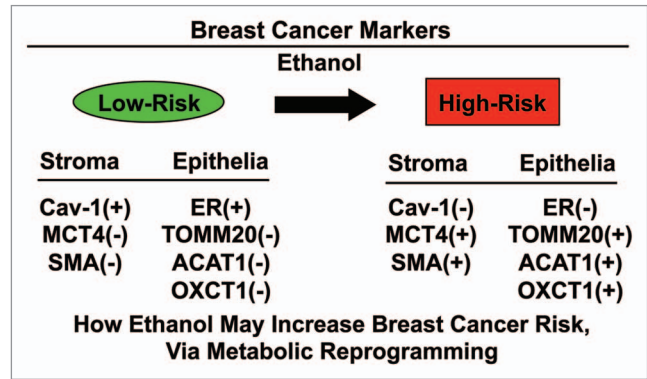 Breast Cancer Markers
Ethanol
Low-Risk High-Risk
Stroma Epithelia Stroma Epithelia
Cav-1(+) ER(+) Cav-1(-) ER(-)
MCT4(-) TOMM20(-) MCT4(+) TOMM20(+)
SMA(-) ACAT1(-) SMA(+) ACAT1(+)
OXCT1(-) OXCT1(+)
How Ethanol May Increase Breast Cancer Risk,
Via Metabolic Reprogramming